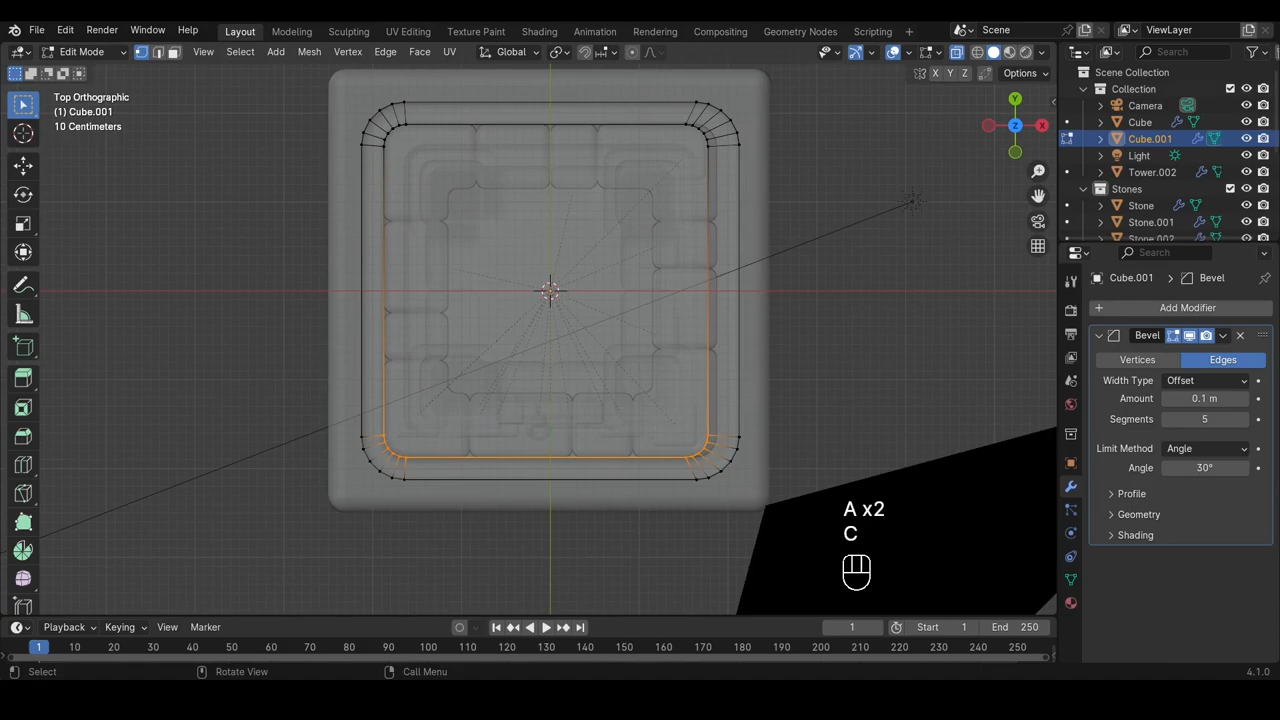 File Edit Render Window Help Layout Modeling Sculpting UV Editing Texture Paint Shading Animation Rendering Compositing Geometry Nodes Scripting + Scene ViewLayer
Edit Mode View Select Add Mesh Vertex Edge Face UV Global Search
X Y Z Options
Scene Collection
Collection
Camera
Cube
Cube.001
Light
Tower.002
Stones
Stone
Stone.001
Stone.002
Top Orthographic
(1) Cube.001
10 Centimeters
Y
Z
X
Search
Cube.001 > Bevel
+ Add Modifier
Bevel
Vertices Edges
Width Type Offset
Amount 0.1 m
Segments 5
Limit Method Angle
Angle 30°
Profile
Geometry
Shading
A x2
C
Playback Keying View Marker 1 Start 1 End 250
1 10 20 30 40 50 60 70 80 90 100 110 120 130 140 150 160 170 180 190 200 210 220 230 240 250
Select Rotate View Call Menu 4.1.0